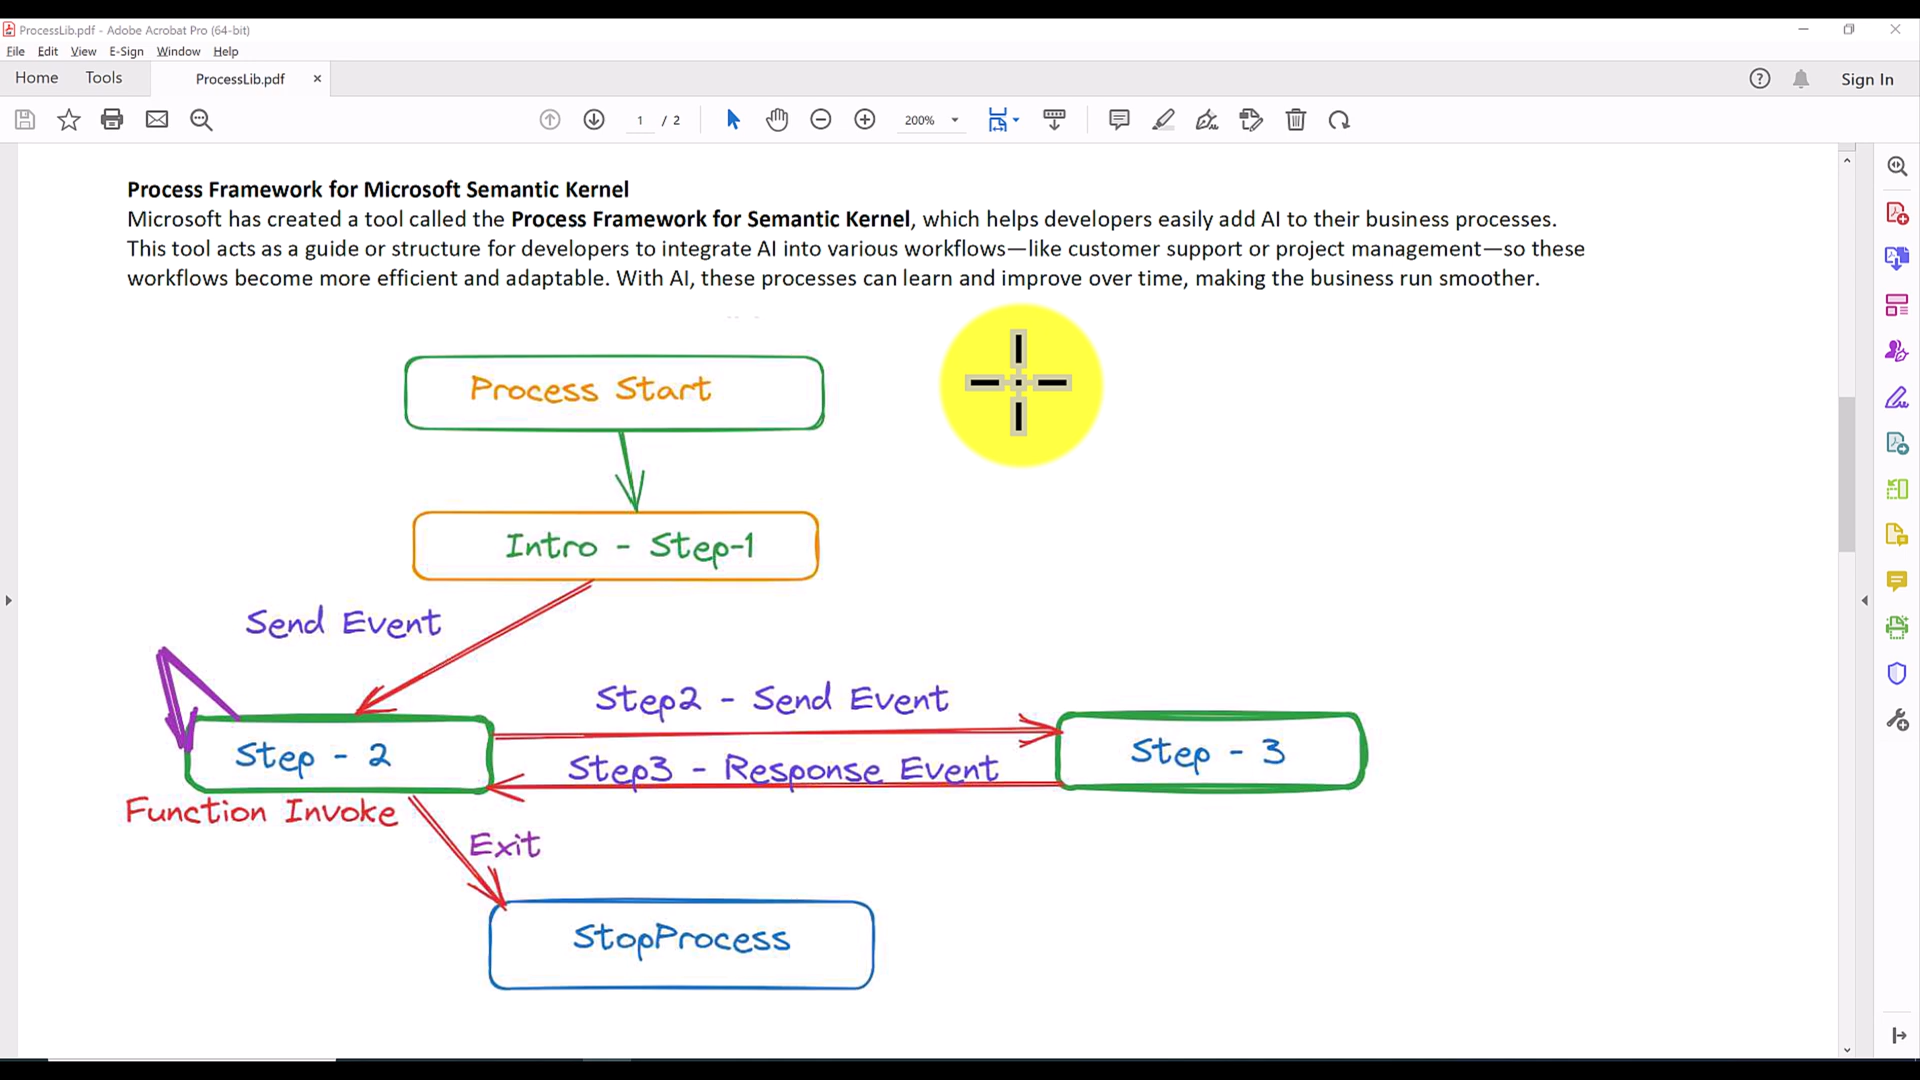 ProcessLib.pdf - Adobe Acrobat Pro (64-bit)
File Edit View E-Sign Window Help
Home Tools ProcessLib.pdf × Sign In
1 / 2 200%
Process Framework for Microsoft Semantic Kernel
Microsoft has created a tool called the Process Framework for Semantic Kernel, which helps developers easily add AI to their business processes.
This tool acts as a guide or structure for developers to integrate AI into various workflows—like customer support or project management—so these
workflows become more efficient and adaptable. With AI, these processes can learn and improve over time, making the business run smoother.
Process Start
Intro - Step-1
Send Event
Step2 - Send Event
Step - 2
Step - 3
Step3 - Response Event
Function Invoke
Exit
StopProcess